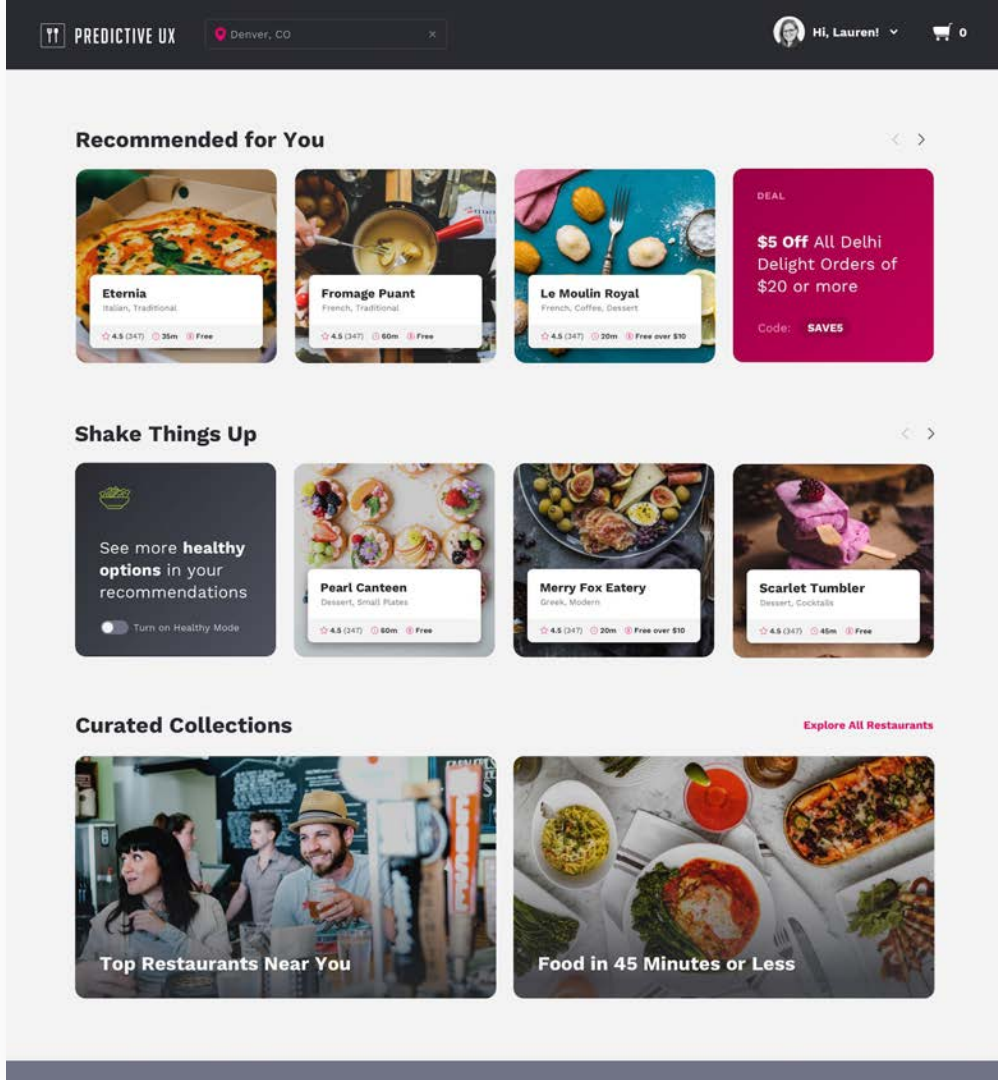 PREDICTIVE UX
Denver, CO
×
Hi, Lauren!
0
Recommended for You
Eternia
Italian, Traditional
4.5 (347) 35m Free
Fromage Puant
French, Traditional
4.5 (347) 60m Free
Le Moulin Royal
French, Coffee, Dessert
4.5 (347) 20m Free over $10
DEAL
$5 Off All Delhi
Delight Orders of
$20 or more
Code: SAVE5
Shake Things Up
See more healthy
options in your
recommendations
Turn on Healthy Mode
Pearl Canteen
Dessert, Small Plates
4.5 (347) 60m Free
Merry Fox Eatery
Greek, Modern
4.5 (347) 20m Free over $10
Scarlet Tumbler
Dessert, Cocktails
4.5 (347) 45m Free
Curated Collections
Explore All Restaurants
Top Restaurants Near You
Food in 45 Minutes or Less